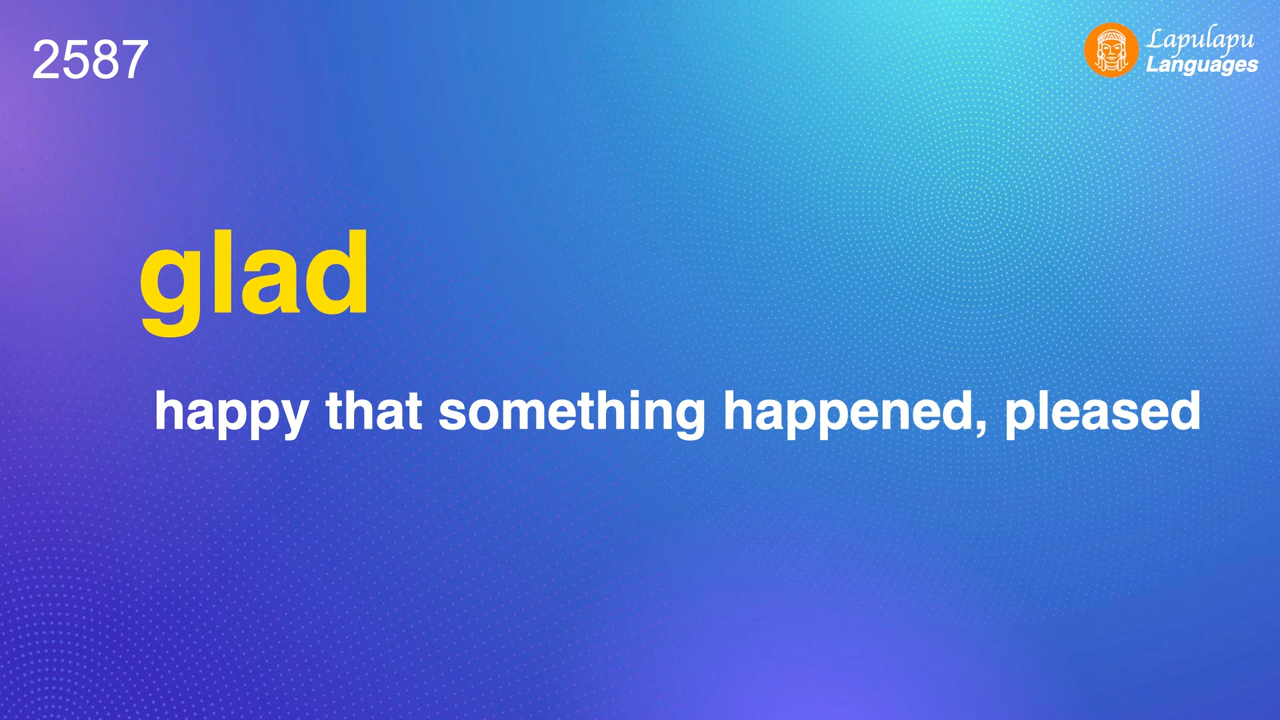 2587
Lapulapu
Languages
glad
happy that something happened, pleased